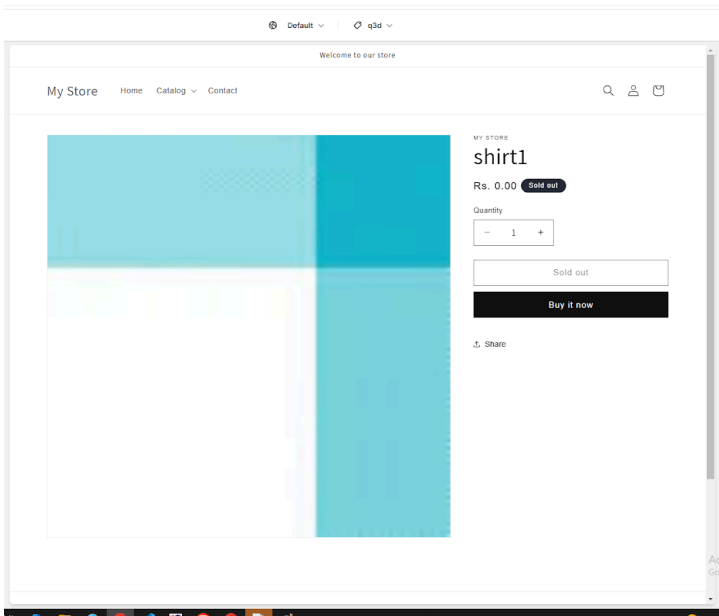 Default q3d
Welcome to our store
My Store Home Catalog Contact
MY STORE
shirt1
Rs. 0.00 Sold out
Quantity
− 1 +
Sold out
Buy it now
Share